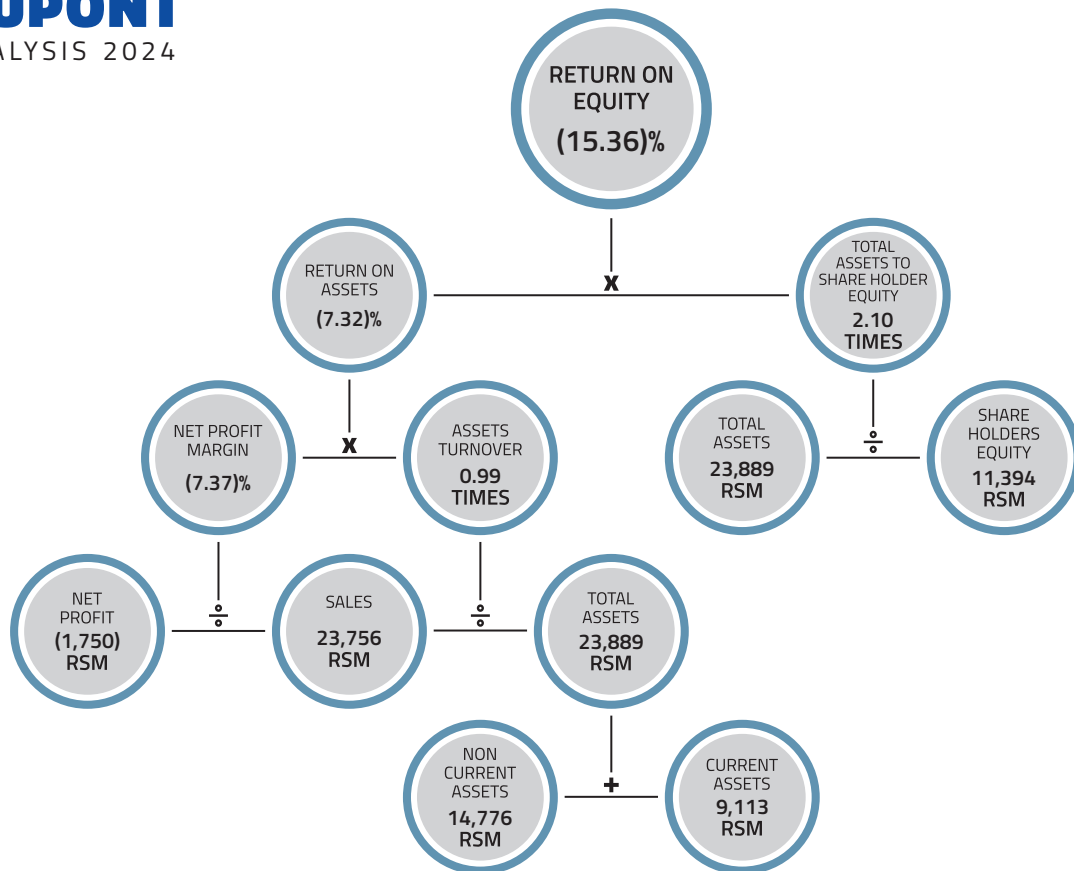 UPONT
ALYSIS 2024
RETURN ON
EQUITY
(15.36)%
x
RETURN ON
ASSETS
(7.32)%
TOTAL
ASSETS TO
SHARE HOLDER
EQUITY
2.10
TIMES
NET PROFIT
MARGIN
(7.37)%
x
ASSETS
TURNOVER
0.99
TIMES
TOTAL
ASSETS
23,889
RSM
÷
SHARE
HOLDERS
EQUITY
11,394
RSM
NET
PROFIT
(1,750)
RSM
÷
SALES
23,756
RSM
÷
TOTAL
ASSETS
23,889
RSM
NON
CURRENT
ASSETS
14,776
RSM
+
CURRENT
ASSETS
9,113
RSM